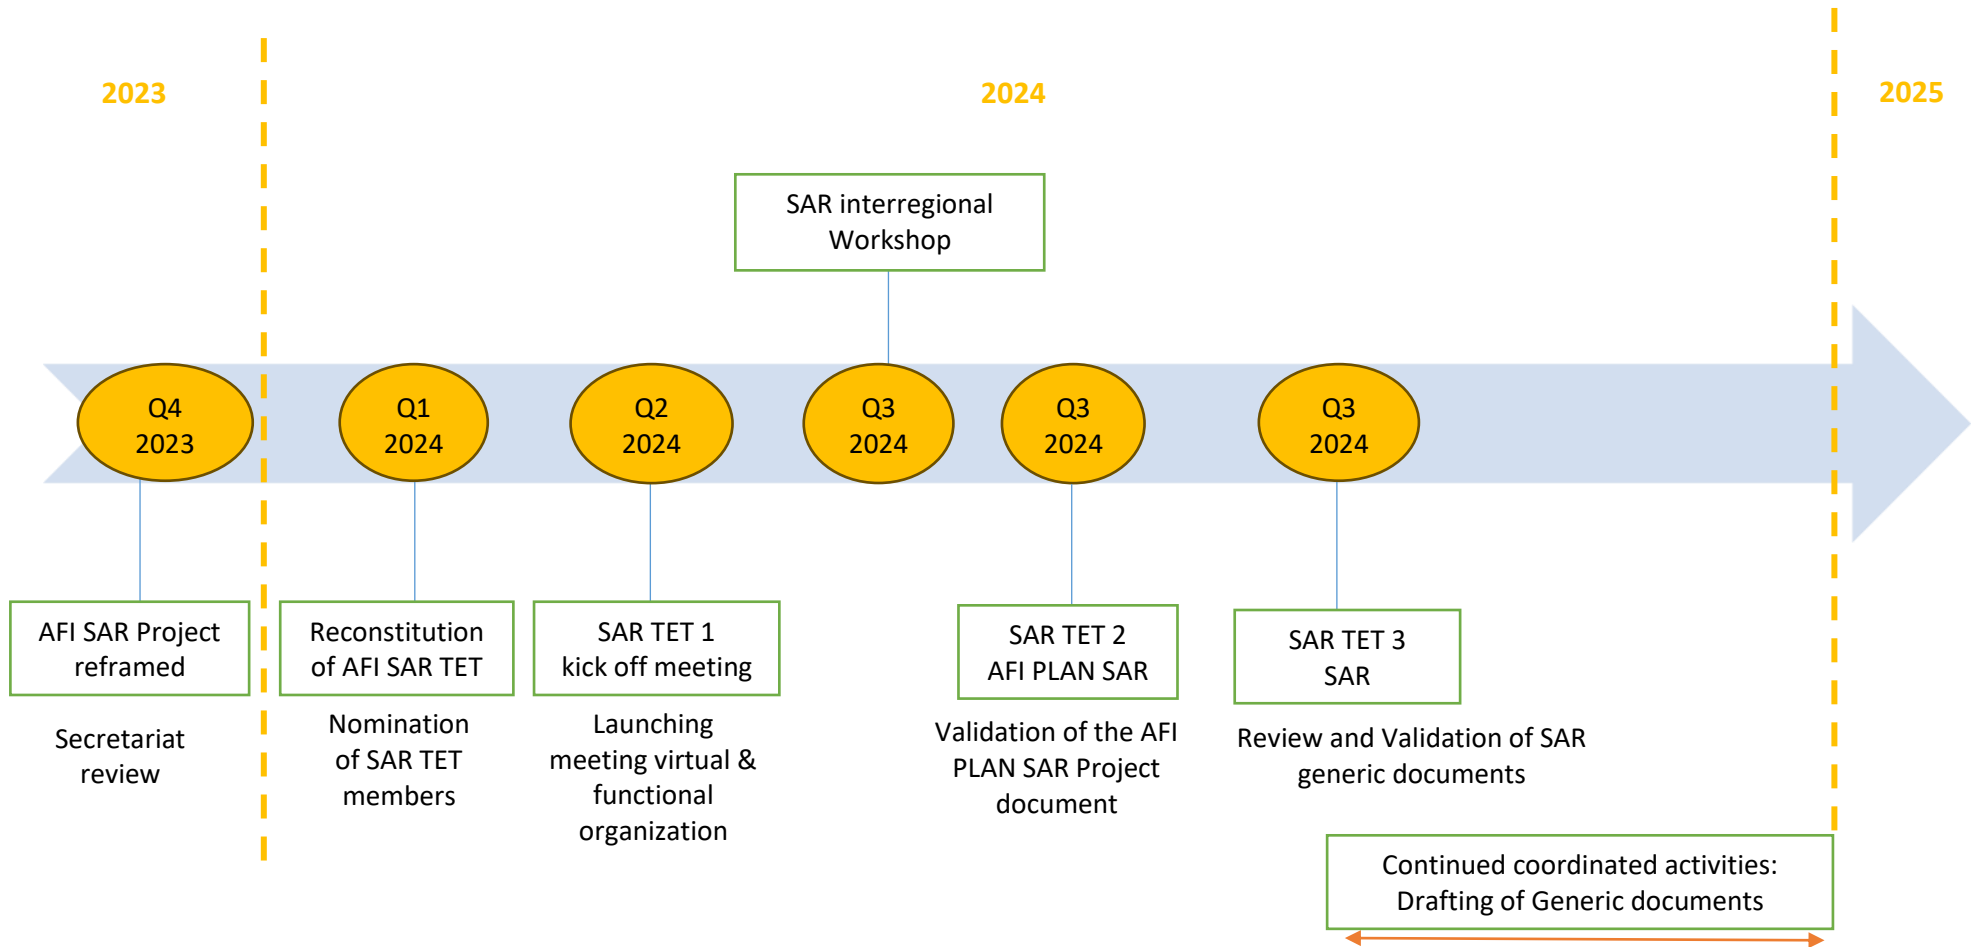 2023
2024
2025
SAR interregional
Workshop
Q4
2023
Q1
2024
Q2
2024
Q3
2024
Q3
2024
Q3
2024
AFI SAR Project
reframed
Secretariat
review
Reconstitution
of AFI SAR TET
Nomination
of SAR TET
members
SAR TET 1
kick off meeting
Launching
meeting virtual &
functional
organization
SAR TET 2
AFI PLAN SAR
Validation of the AFI
PLAN SAR Project
document
SAR TET 3
SAR
Review and Validation of SAR
generic documents
Continued coordinated activities:
Drafting of Generic documents